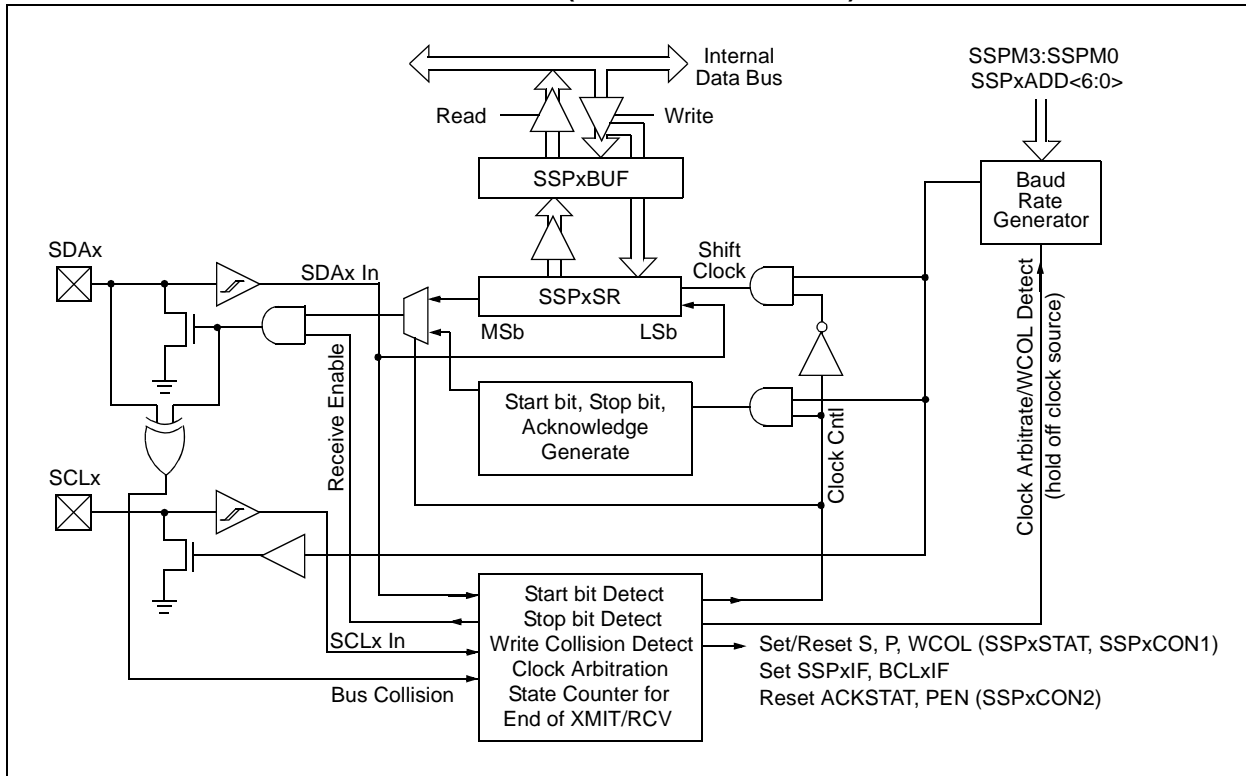 Internal
Data Bus
SSPM3:SSPM0
SSPxADD<6:0>
Read
Write
SSPxBUF
Baud
Rate
Generator
SDAx
SDAx In
Shift
Clock
SSPxSR
MSb
LSb
Start bit, Stop bit,
Acknowledge
Generate
Receive Enable
Clock Cntl
Clock Arbitrate/WCOL Detect
(hold off clock source)
SCLx
SCLx In
Bus Collision
Start bit Detect
Stop bit Detect
Write Collision Detect
Clock Arbitration
State Counter for
End of XMIT/RCV
Set/Reset S, P, WCOL (SSPxSTAT, SSPxCON1)
Set SSPxIF, BCLxIF
Reset ACKSTAT, PEN (SSPxCON2)